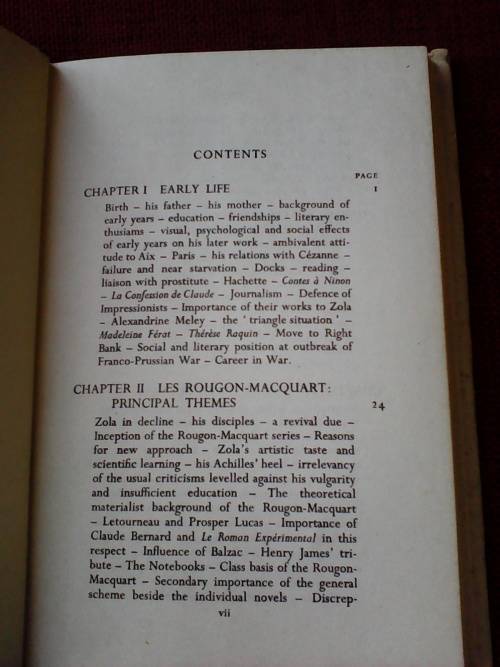 CONTENTS
PAGE
CHAPTER I EARLY LIFE 1
Birth – his father – his mother – background of
early years – education – friendships – literary en-
thusiams – visual, psychological and social effects
of early years on his later work – ambivalent atti-
tude to Aix – Paris – his relations with Cézanne –
failure and near starvation – Docks – reading –
liaison with prostitute – Hachette – Contes à Ninon
– La Confession de Claude – Journalism – Defence of
Impressionists – Importance of their works to Zola
– Alexandrine Meley – the ' triangle situation ' –
Madeleine Férat – Thérèse Raquin – Move to Right
Bank – Social and literary position at outbreak of
Franco-Prussian War – Career in War.
CHAPTER II LES ROUGON-MACQUART:
PRINCIPAL THEMES 24
Zola in decline – his disciples – a revival due –
Inception of the Rougon-Macquart series – Reasons
for new approach – Zola's artistic taste and
scientific learning – his Achilles' heel – irrelevancy
of the usual criticisms levelled against his vulgarity
and insufficient education – The theoretical
materialist background of the Rougon-Macquart
– Letourneau and Prosper Lucas – Importance of
Claude Bernard and Le Roman Expérimental in this
respect – Influence of Balzac – Henry James' tri-
bute – The Notebooks – Class basis of the Rougon-
Macquart – Secondary importance of the general
scheme beside the individual novels – Discrep-
vii